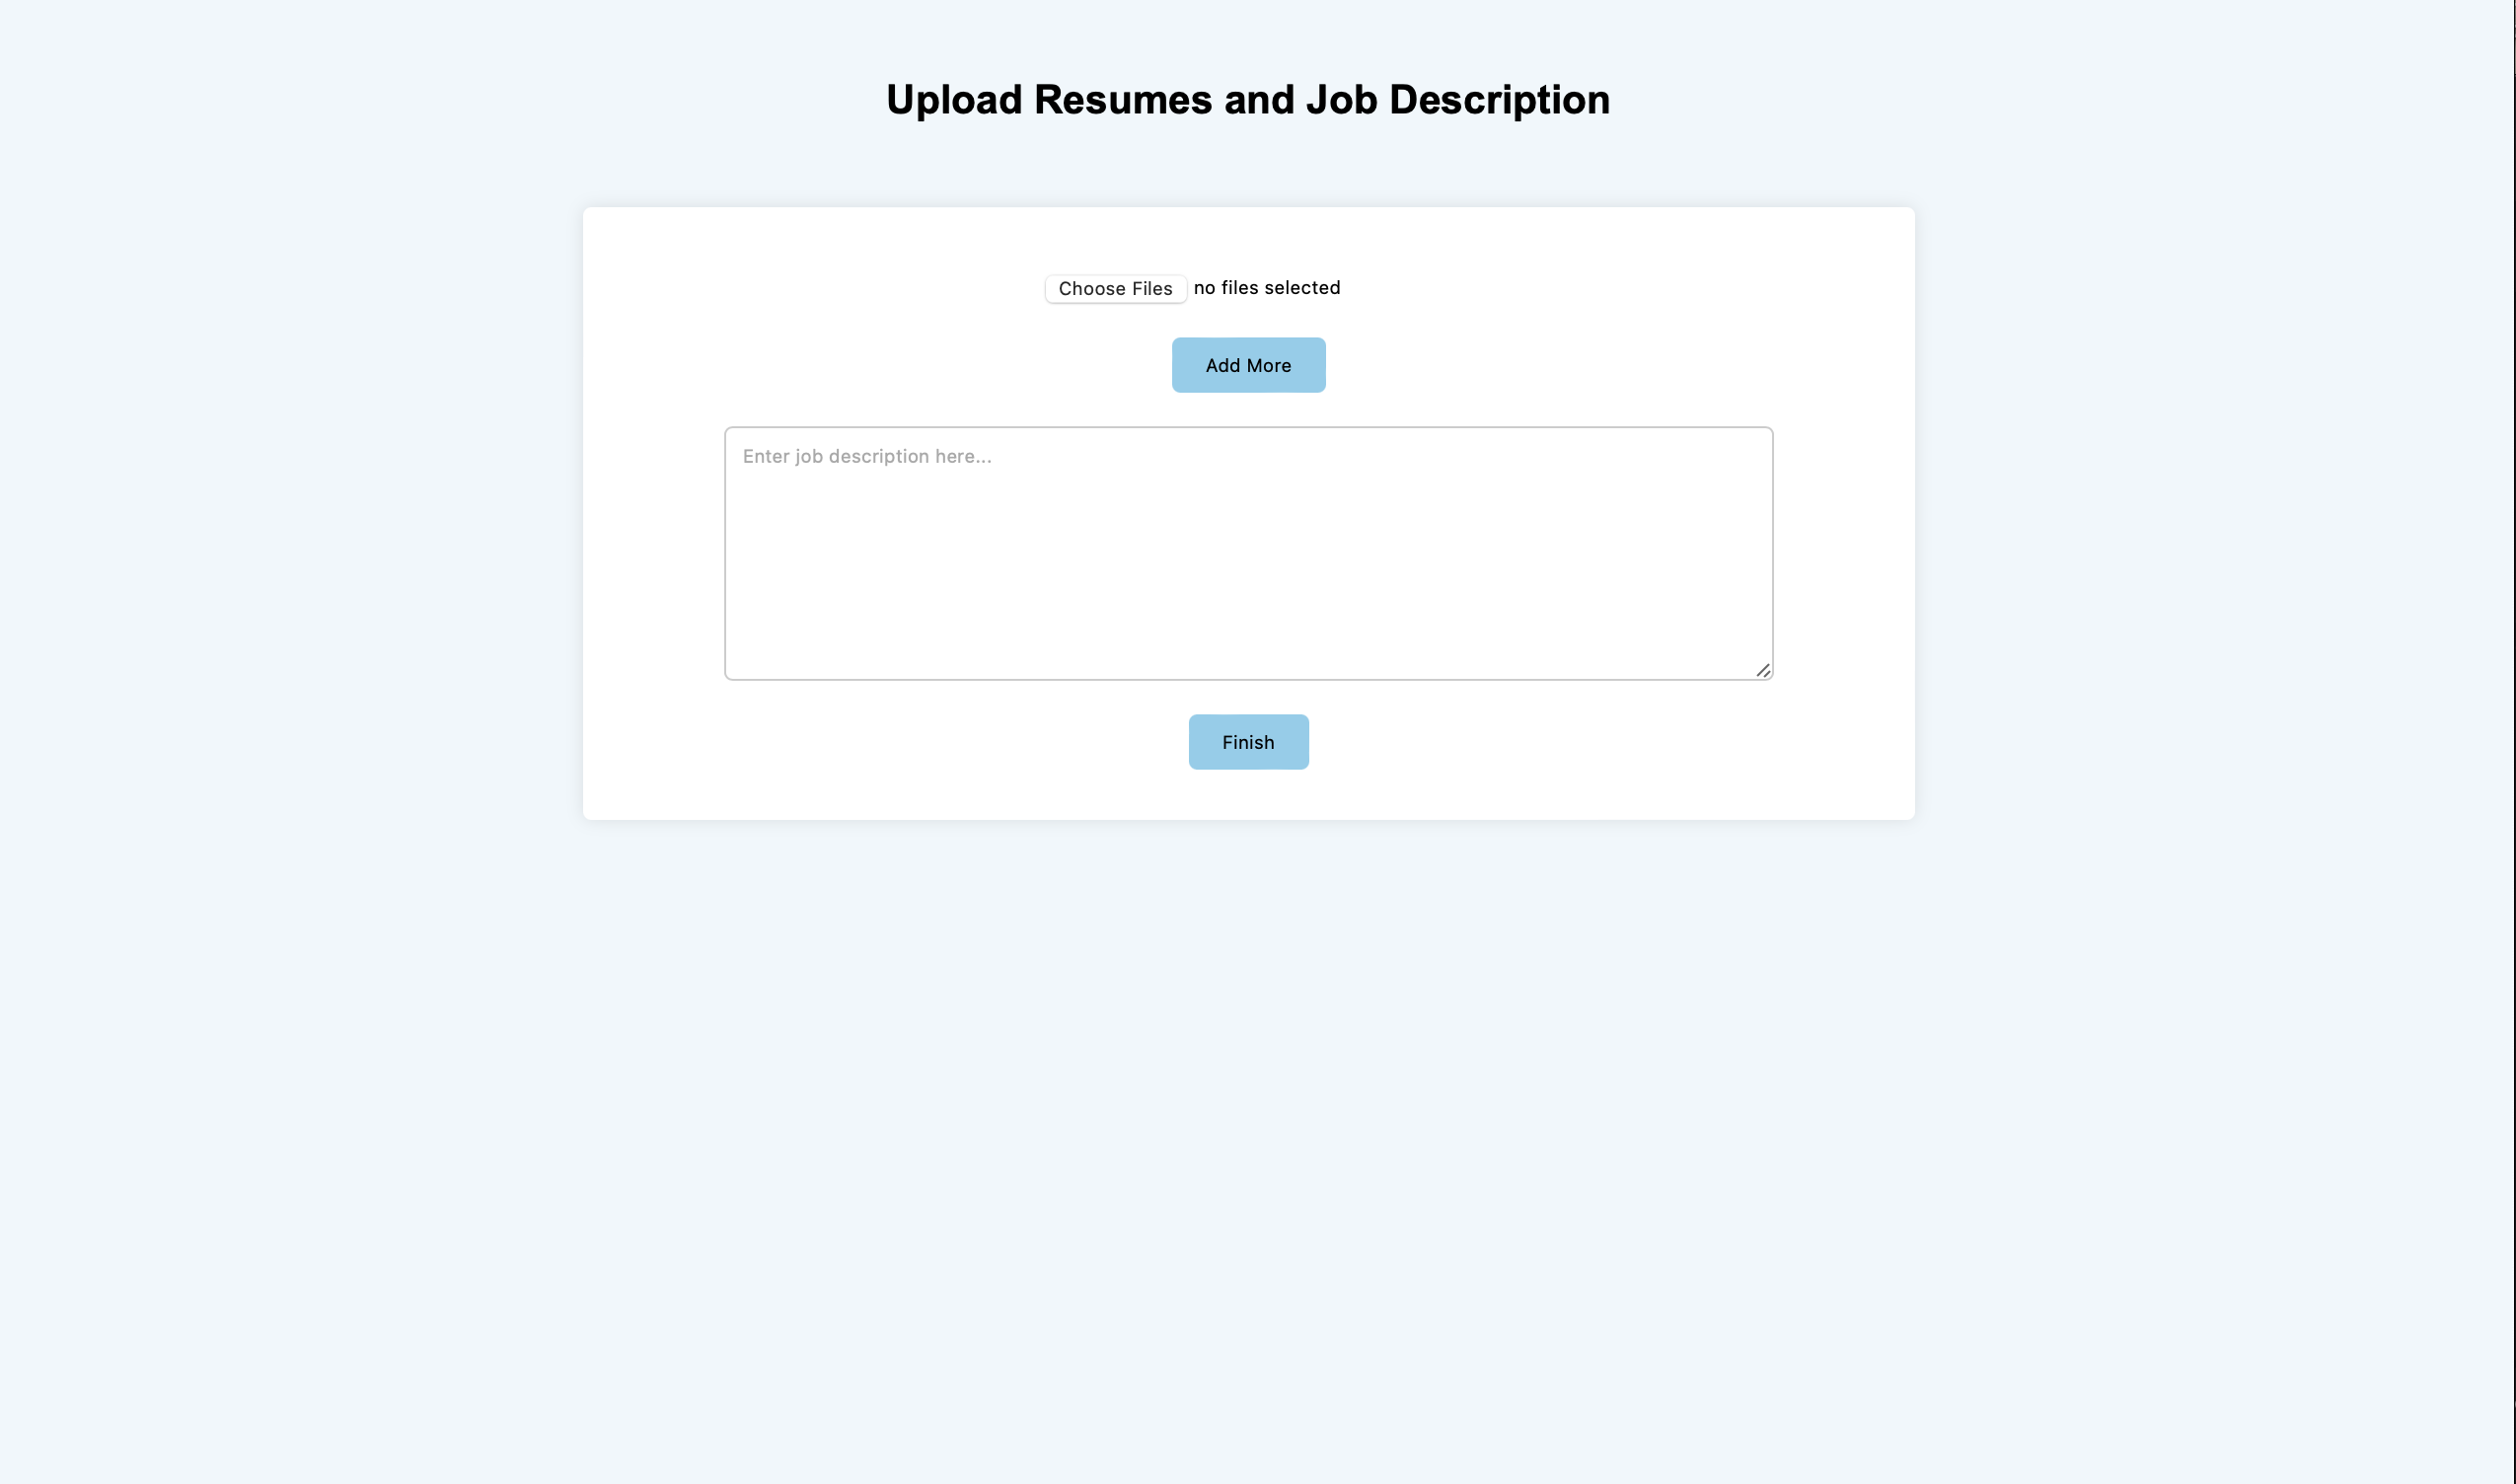 Upload Resumes and Job Description
Choose Files no files selected
Add More
Enter job description here...
Finish